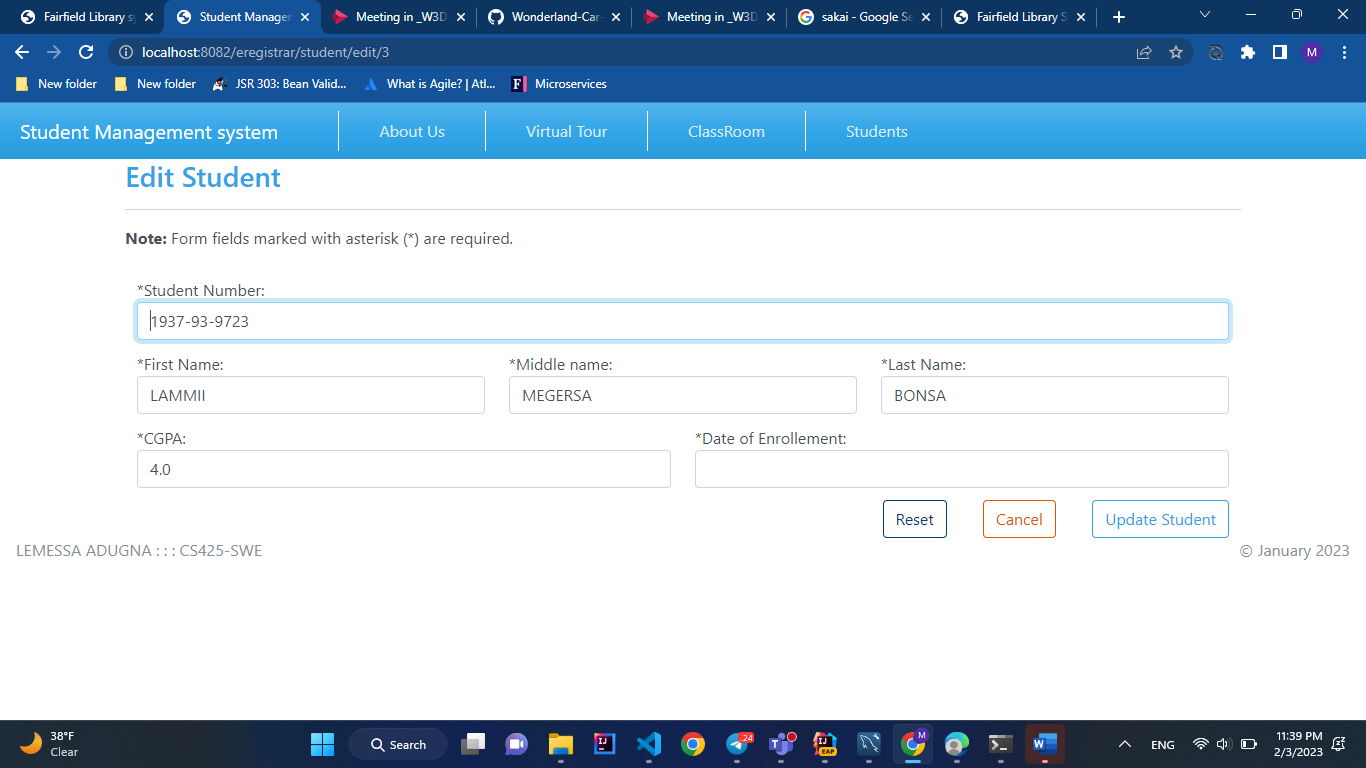 Fairfield Library sy
Student Manager
Meeting in _W3D
Wonderland-Car
Meeting in _W3D
sakai - Google Se
Fairfield Library S
localhost:8082/eregistrar/student/edit/3
M
New folder
New folder
JSR 303: Bean Valid...
What is Agile? | Atl...
Microservices
Student Management system
About Us
Virtual Tour
ClassRoom
Students
Edit Student
Note: Form fields marked with asterisk (*) are required.
*Student Number:
1937-93-9723
*First Name:
*Middle name:
*Last Name:
LAMMII
MEGERSA
BONSA
*CGPA:
*Date of Enrollement:
4.0
Reset
Cancel
Update Student
LEMESSA ADUGNA : : : CS425-SWE
© January 2023
38°F
Clear
Search
24
EAP
M
ENG
11:39 PM
2/3/2023